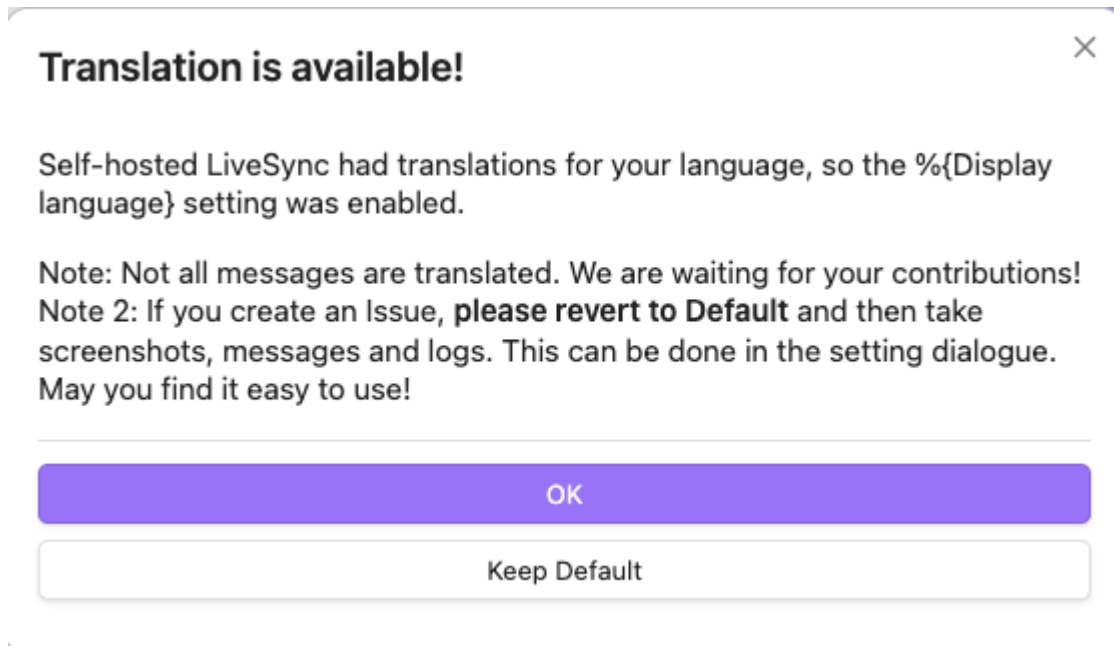 Translation is available!
Self-hosted LiveSync had translations for your language, so the %{Display
language} setting was enabled.
Note: Not all messages are translated. We are waiting for your contributions!
Note 2: If you create an Issue, please revert to Default and then take
screenshots, messages and logs. This can be done in the setting dialogue.
May you find it easy to use!
OK
Keep Default